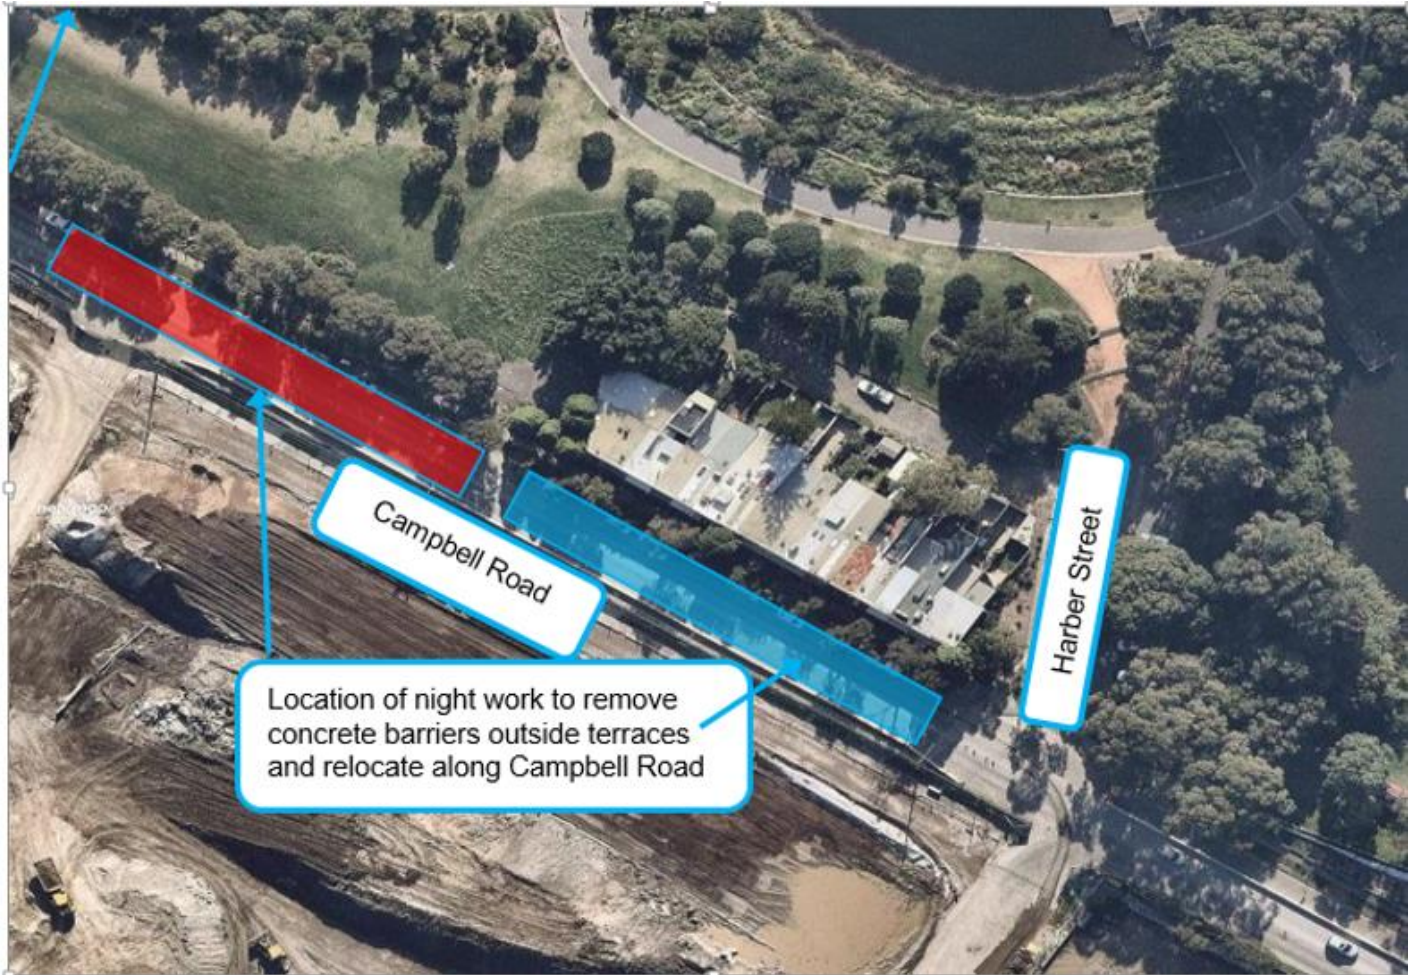 Campbell Road
Harber Street
Location of night work to remove
concrete barriers outside terraces
and relocate along Campbell Road